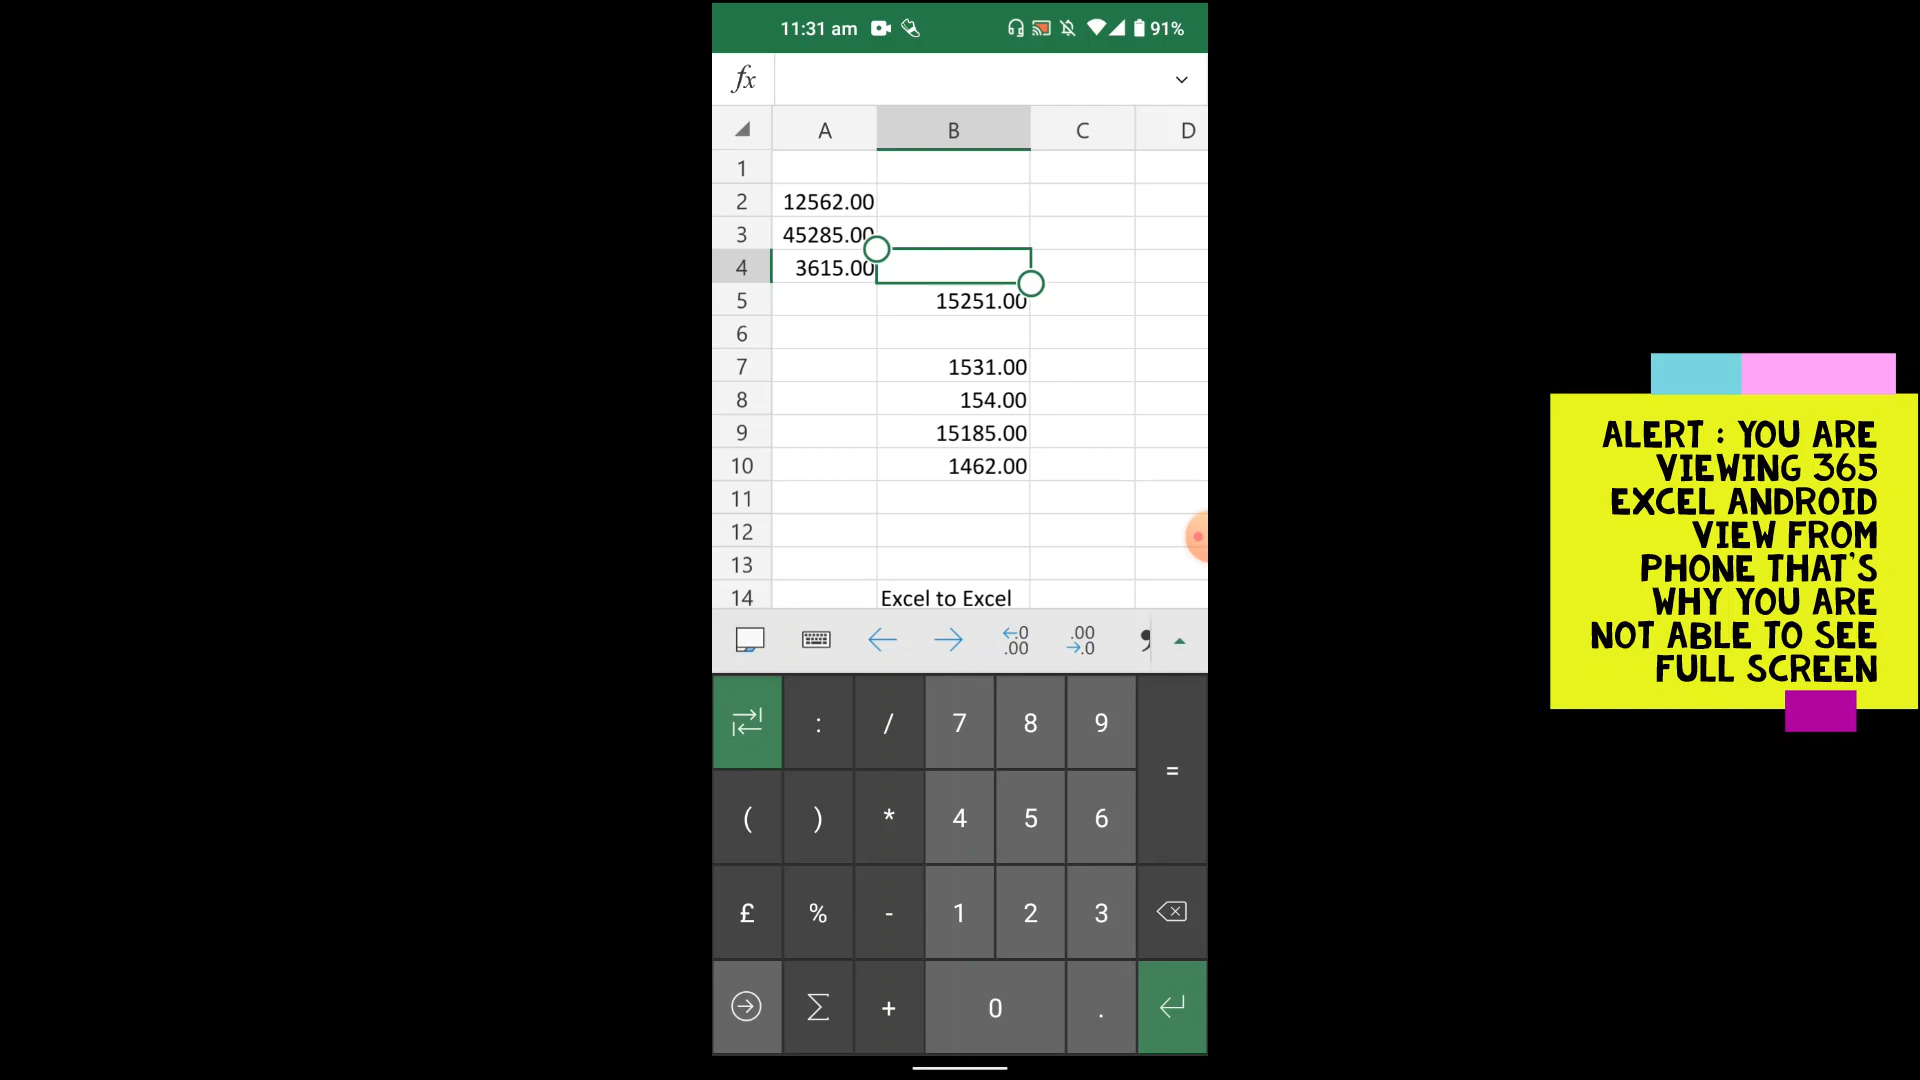 11:31 am 91%
fx
A B C D
1
2 12562.00
3 45285.00
4 3615.00
5 15251.00
6
7 1531.00
8 154.00
9 15185.00
10 1462.00
11
12
13
14 Excel to Excel
←0 .00
.00 →.0
,
: / 7 8 9
=
( ) * 4 5 6
£ % - 1 2 3
∑ + 0 .
ALERT : YOU ARE
VIEWING 365
EXCEL ANDROID
VIEW FROM
PHONE THAT'S
WHY YOU ARE
NOT ABLE TO SEE
FULL SCREEN